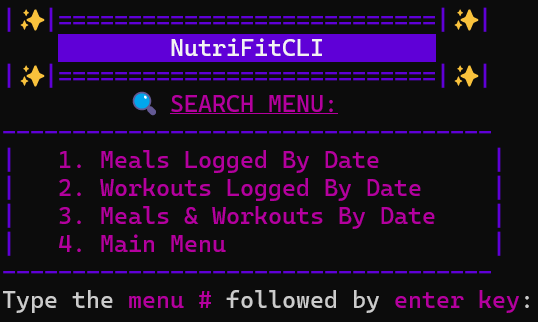 NutriFitCLI
SEARCH MENU:
1. Meals Logged By Date
2. Workouts Logged By Date
3. Meals & Workouts By Date
4. Main Menu
Type the menu # followed by enter key: